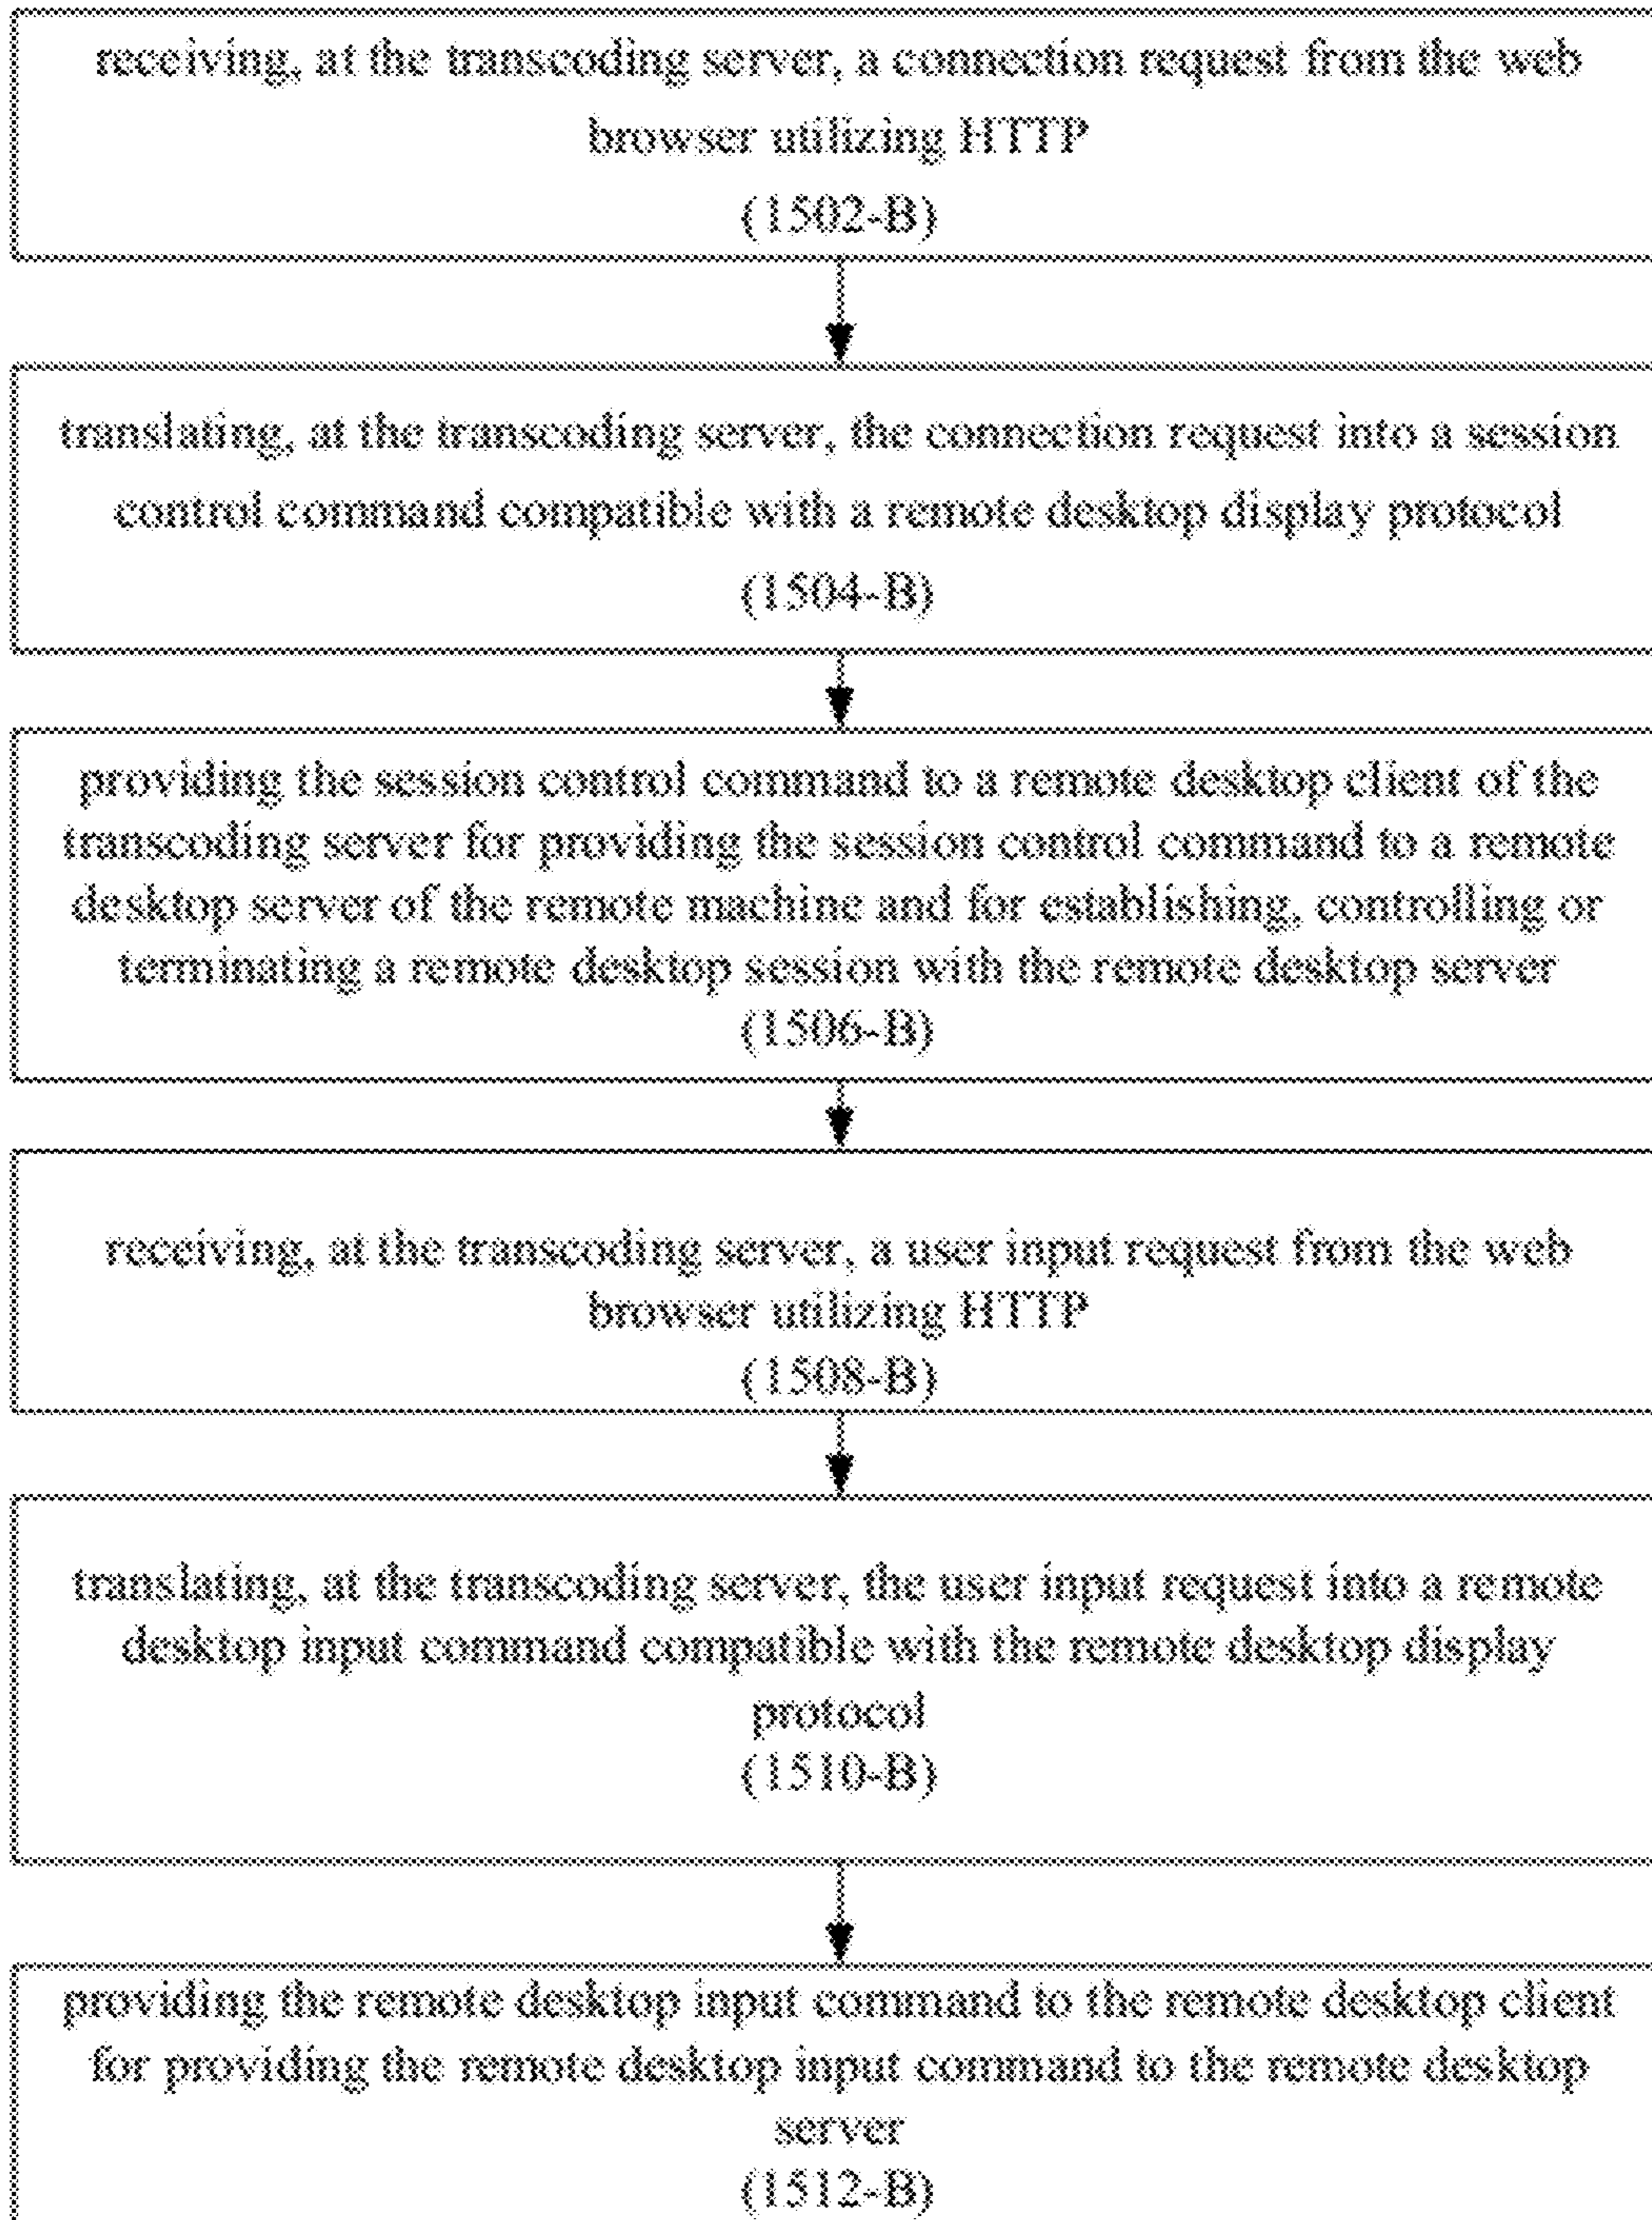 receiving, at the transcoding server, a connection request from the web
browser utilizing HTTP
(1502-B)
translating, at the transcoding server, the connection request into a session
control command compatible with a remote desktop display protocol
(1504-B)
providing the session control command to a remote desktop client of the
transcoding server for providing the session control command to a remote
desktop server of the remote machine and for establishing, controlling or
terminating a remote desktop session with the remote desktop server
(1506-B)
receiving, at the transcoding server, a user input request from the web
browser utilizing HTTP
(1508-B)
translating, at the transcoding server, the user input request into a remote
desktop input command compatible with the remote desktop display
protocol
(1510-B)
providing the remote desktop input command to the remote desktop client
for providing the remote desktop input command to the remote desktop
server
(1512-B)